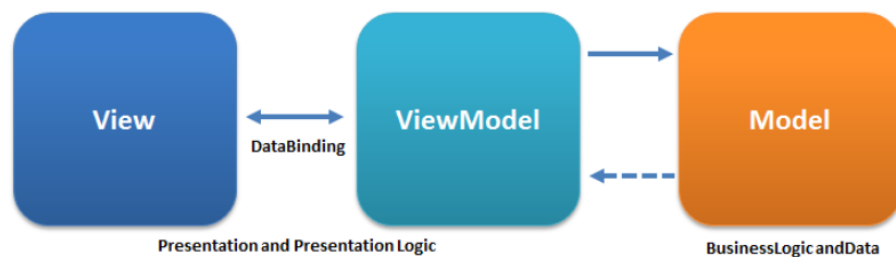 View
ViewModel
Model
DataBinding
Presentation and Presentation Logic
BusinessLogic andData